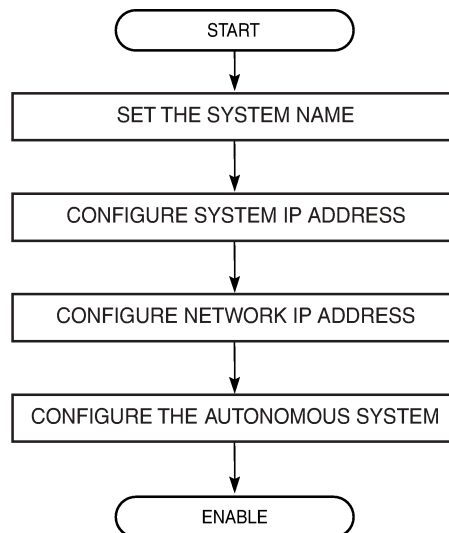 START
SET THE SYSTEM NAME
CONFIGURE SYSTEM IP ADDRESS
CONFIGURE NETWORK IP ADDRESS
CONFIGURE THE AUTONOMOUS SYSTEM
ENABLE